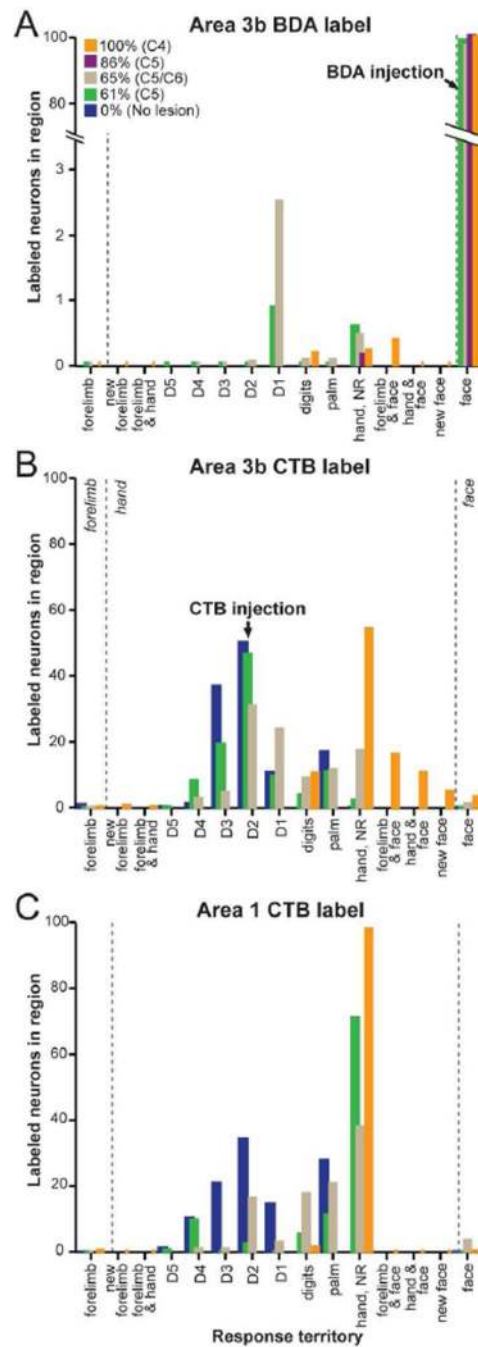 A
Area 3b BDA label
100% (C4)
86% (C5)
65% (C5/C6)
61% (C5)
0% (No lesion)
BDA injection
Labeled neurons in region
100
80
3
2
1
0
forelimb
new forelimb
forelimb & hand
D5
D4
D3
D2
D1
digits
palm
hand, NR
forelimb & face
hand & face
new face
face
B
Area 3b CTB label
forelimb
hand
face
CTB injection
Labeled neurons in region
100
80
60
40
20
0
forelimb
new forelimb
forelimb & hand
D5
D4
D3
D2
D1
digits
palm
hand, NR
forelimb & face
hand & face
new face
face
C
Area 1 CTB label
Labeled neurons in region
100
80
60
40
20
0
forelimb
new forelimb
forelimb & hand
D5
D4
D3
D2
D1
digits
palm
hand, NR
forelimb & face
hand & face
new face
face
Response territory